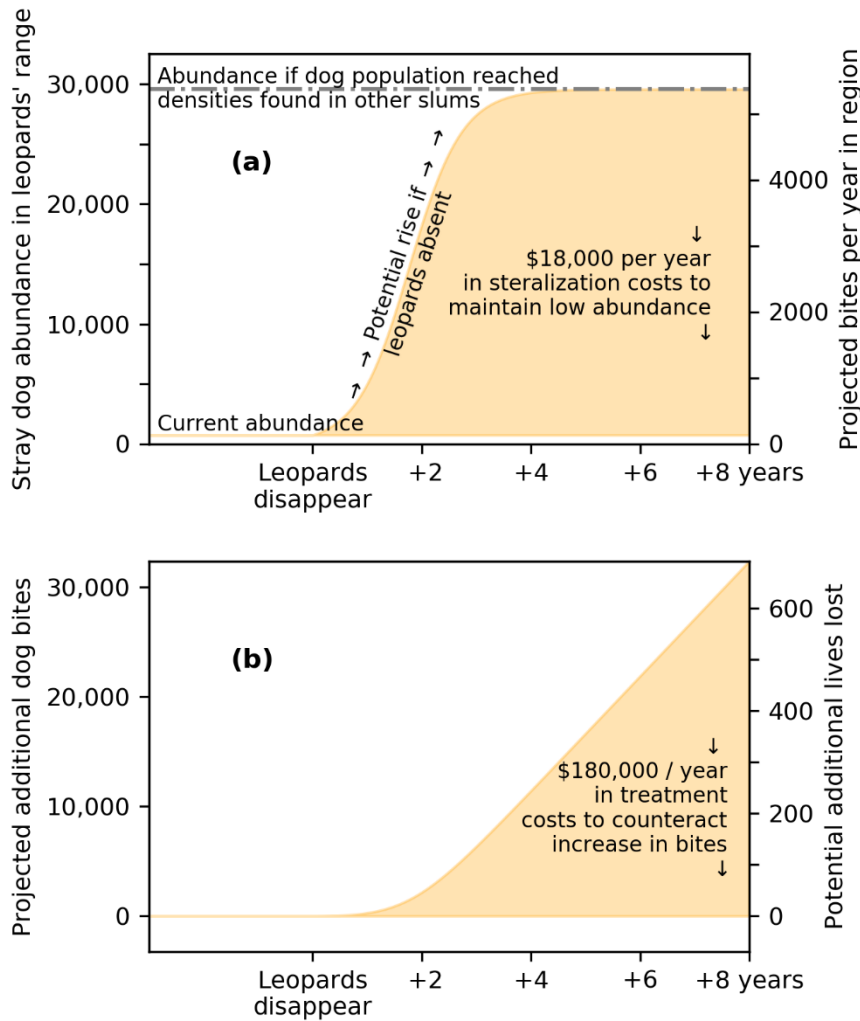 Stray dog abundance in leopards' range
30,000
20,000
10,000
0
Abundance if dog population reached
densities found in other slums
(a)
→ → Potential rise if → →
leopards absent
$18,000 per year
in steralization costs to
maintain low abundance
↓
↓
Current abundance
4000
2000
0
Projected bites per year in region
Leopards
disappear
+2
+4
+6
+8 years
Projected additional dog bites
30,000
20,000
10,000
0
(b)
↓
$180,000 / year
in treatment
costs to counteract
increase in bites
↓
600
400
200
0
Potential additional lives lost
Leopards
disappear
+2
+4
+6
+8 years